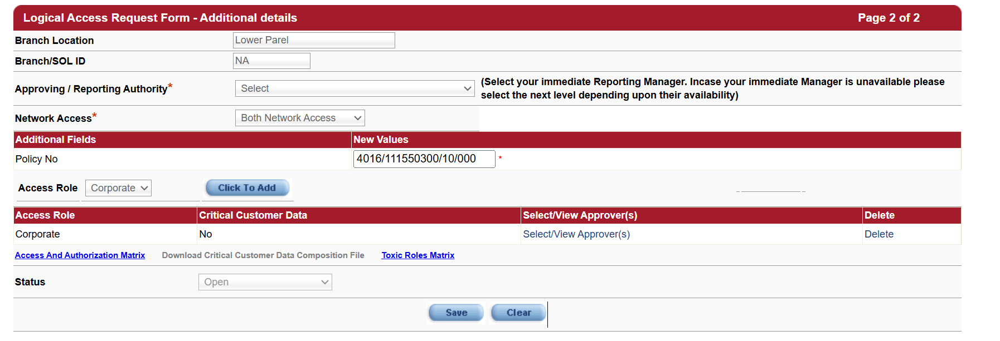 Logical Access Request Form - Additional details Page 2 of 2
Branch Location Lower Parel
Branch/SOL ID NA
Approving / Reporting Authority* Select (Select your immediate Reporting Manager. Incase your immediate Manager is unavailable please
select the next level depending upon their availability)
Network Access* Both Network Access
Additional Fields New Values
Policy No 4016/111550300/10/000 *
Access Role Corporate Click To Add
Access Role Critical Customer Data Select/View Approver(s) Delete
Corporate No Select/View Approver(s) Delete
Access And Authorization Matrix Download Critical Customer Data Composition File Toxic Roles Matrix
Status Open
Save Clear